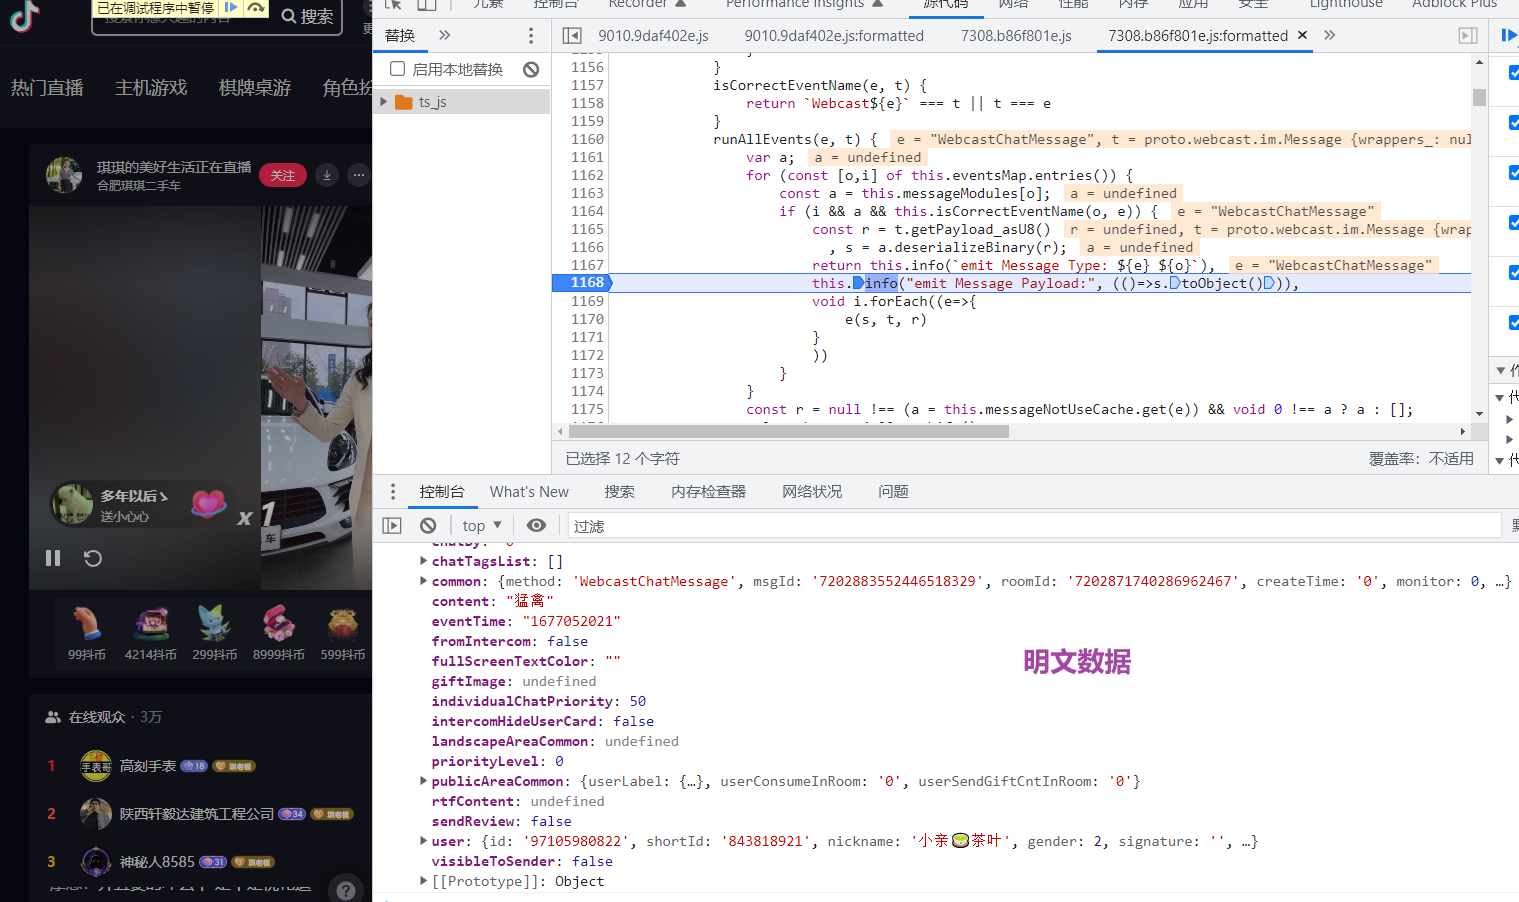 已在调试程序中暂停
搜索
热门直播 主机游戏 棋牌桌游
琪琪的美好生活正在直播
合肥琪琪二手车
关注
多年以后
送小心心
x 1
99抖币 4214抖币 299抖币 8999抖币 599抖币
在线观众 · 3万
1 高刻手表 18
2 陕西轩毅达建筑工程公司 34
3 神秘人8585 31
元素 控制台 Recorder Performance insights 源代码 网络 性能 内存 应用 安全 Lighthouse Adblock Plus
替换
9010.9daf402e.js 9010.9daf402e.js:formatted 7308.b86f801e.js 7308.b86f801e.js:formatted ×
启用本地替换
ts_js
1156 }
1157 isCorrectEventName(e, t) {
1158 return `Webcast${e}` === t || t === e
1159 }
1160 runAllEvents(e, t) { e = "WebcastChatMessage", t = proto.webcast.im.Message {wrappers_: nul
1161 var a; a = undefined
1162 for (const [o,i] of this.eventsMap.entries()) {
1163 const a = this.messageModules[o]; a = undefined
1164 if (i && a && this.isCorrectEventName(o, e)) { e = "WebcastChatMessage"
1165 const r = t.getPayload_asU8() r = undefined, t = proto.webcast.im.Message {wrap
1166 , s = a.deserializeBinary(r); a = undefined
1167 return this.info(`emit Message Type: ${e} ${o}`), e = "WebcastChatMessage"
1168 this.info("emit Message Payload:", (()=>s.toObject())),
1169 void i.forEach((e=>{
1170 e(s, t, r)
1171 }
1172 ))
1173 }
1174 }
1175 const r = null !== (a = this.messageNotUseCache.get(e)) && void 0 !== a ? a : [];
已选择 12 个字符
覆盖率: 不适用
控制台 What's New 搜索 内存检查器 网络状况 问题
top ▼ 过滤
chatTagsList: []
common: {method: 'WebcastChatMessage', msgId: '7202883552446518329', roomId: '7202871740286962467', createTime: '0', monitor: 0, …}
content: "猛禽"
eventTime: "1677052021"
fromIntercom: false
fullScreenTextColor: ""
giftImage: undefined
individualChatPriority: 50
intercomHideUserCard: false
landscapeAreaCommon: undefined
priorityLevel: 0
publicAreaCommon: {userLabel: {…}, userConsumeInRoom: '0', userSendGiftCntInRoom: '0'}
rtfContent: undefined
sendReview: false
user: {id: '97105980822', shortId: '843818921', nickname: '小亲🍵茶叶', gender: 2, signature: '', …}
visibleToSender: false
[[Prototype]]: Object
明文数据